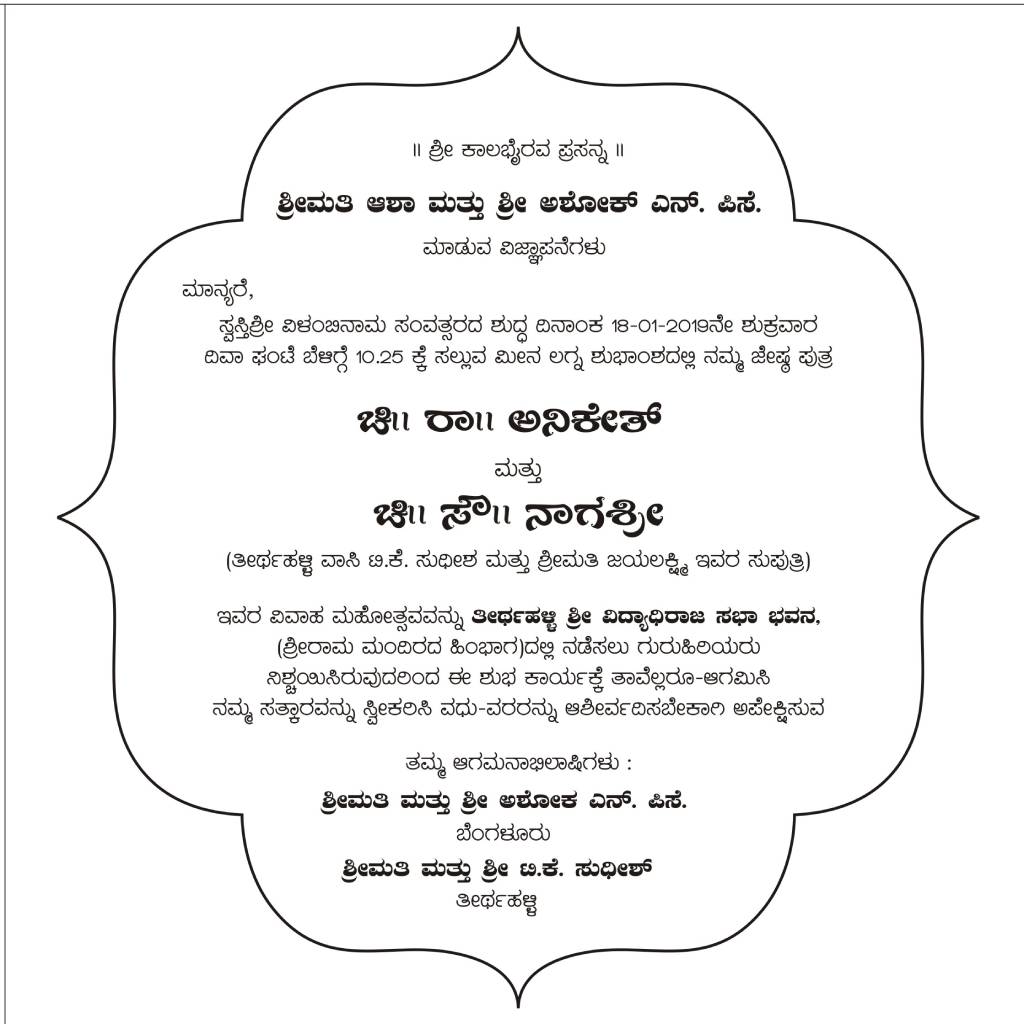 ॥ ಶ್ರೀ ಕಾಲಭೈರವ ಪ್ರಸನ್ನ ॥
ಶ್ರೀಮತಿ ಆಶಾ ಮತ್ತು ಶ್ರೀ ಅಶೋಕ್ ಎನ್. ಪಿಸೆ.
ಮಾಡುವ ವಿಜ್ಞಾಪನೆಗಳು
ಮಾನ್ಯರೆ,
ಸ್ವಸ್ತಿಶ್ರೀ ವಿಳಂಬಿನಾಮ ಸಂವತ್ಸರದ ಶುದ್ಧ ದಿನಾಂಕ 18-01-2019ನೇ ಶುಕ್ರವಾರ
ದಿವಾ ಘಂಟೆ ಬೆಳಿಗ್ಗೆ 10.25 ಕ್ಕೆ ಸಲ್ಲುವ ಮೀನ ಲಗ್ನ ಶುಭಾಂಶದಲ್ಲಿ ನಮ್ಮ ಜೇಷ್ಠ ಪುತ್ರ
ಚಿ॥ ರಾ॥ ಅನಿಕೇತ್
ಮತ್ತು
ಚಿ॥ ಸೌ॥ ನಾಗಶ್ರೀ
(ತೀರ್ಥಹಳ್ಳಿ ವಾಸಿ ಟಿ.ಕೆ. ಸುಧೀಶ ಮತ್ತು ಶ್ರೀಮತಿ ಜಯಲಕ್ಷ್ಮಿ ಇವರ ಸುಪುತ್ರಿ)
ಇವರ ವಿವಾಹ ಮಹೋತ್ಸವವನ್ನು ತೀರ್ಥಹಳ್ಳಿ ಶ್ರೀ ವಿದ್ಯಾಧಿರಾಜ ಸಭಾ ಭವನ,
(ಶ್ರೀರಾಮ ಮಂದಿರದ ಹಿಂಭಾಗ)ದಲ್ಲಿ ನಡೆಸಲು ಗುರುಹಿರಿಯರು
ನಿಶ್ಚಯಿಸಿರುವುದರಿಂದ ಈ ಶುಭ ಕಾರ್ಯಕ್ಕೆ ತಾವೆಲ್ಲರೂ-ಆಗಮಿಸಿ
ನಮ್ಮ ಸತ್ಕಾರವನ್ನು ಸ್ವೀಕರಿಸಿ ವಧು-ವರರನ್ನು ಆಶೀರ್ವದಿಸಬೇಕಾಗಿ ಅಪೇಕ್ಷಿಸುವ
ತಮ್ಮ ಆಗಮನಾಭಿಲಾಷಿಗಳು :
ಶ್ರೀಮತಿ ಮತ್ತು ಶ್ರೀ ಅಶೋಕ ಎನ್. ಪಿಸೆ.
ಬೆಂಗಳೂರು
ಶ್ರೀಮತಿ ಮತ್ತು ಶ್ರೀ ಟಿ.ಕೆ. ಸುಧೀಶ್
ತೀರ್ಥಹಳ್ಳಿ